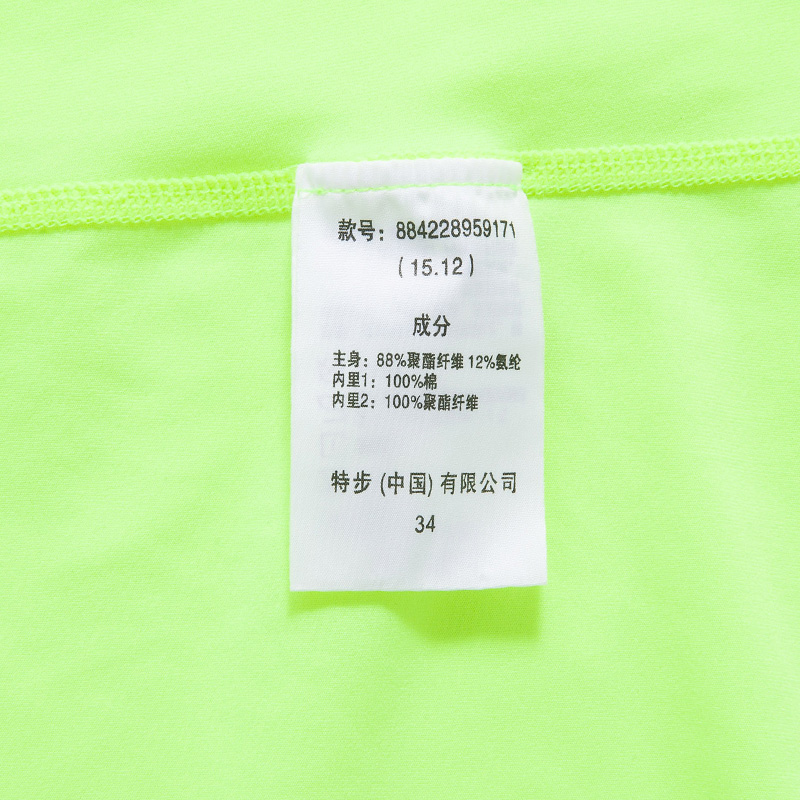 款号：884228959171
(15.12)
成分
主身：88%聚酯纤维 12%氨纶
内里1：100%棉
内里2：100%聚酯纤维
特步 (中国) 有限公司
34